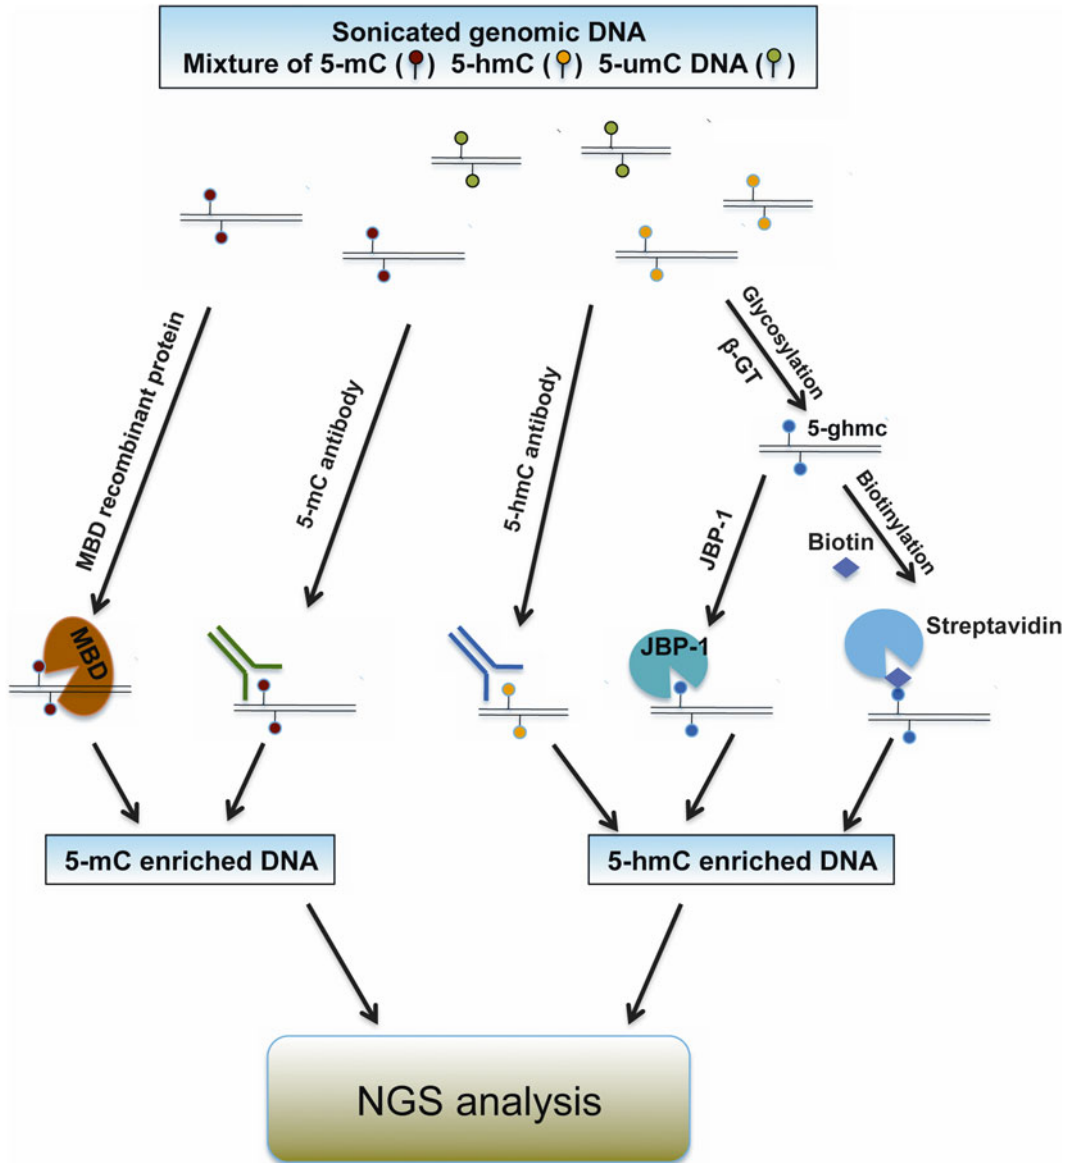 Sonicated genomic DNA
Mixture of 5-mC ( ) 5-hmC ( ) 5-umC DNA ( )
MBD recombinant protein
5-mC antibody
5-hmC antibody
Glycosylation
β-GT
5-ghmc
JBP-1
Biotinylation
Biotin
MBD
JBP-1
Streptavidin
5-mC enriched DNA
5-hmC enriched DNA
NGS analysis